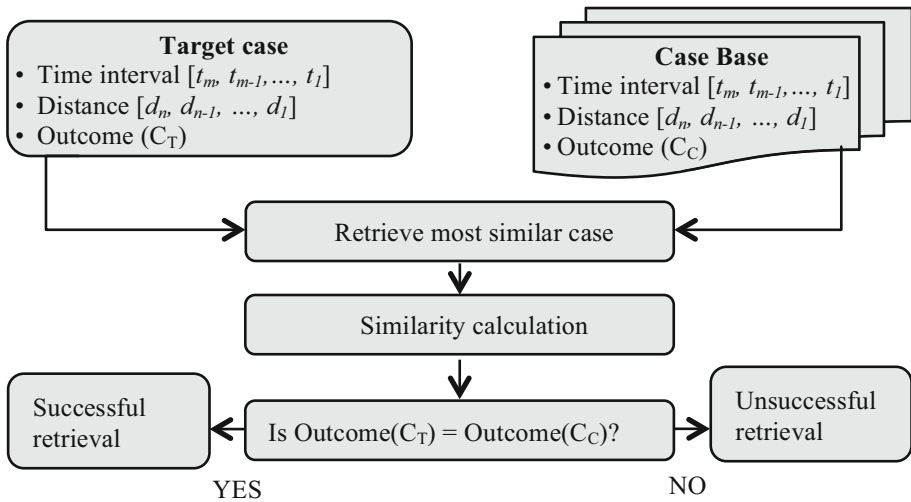 Target case
• Time interval [tm, tm-1,..., t1]
• Distance [dn, dn-1, ..., d1]
• Outcome (CT)
Case Base
• Time interval [tm, tm-1,..., t1]
• Distance [dn, dn-1, ..., d1]
• Outcome (CC)
Retrieve most similar case
Similarity calculation
Successful
retrieval
Is Outcome(CT) = Outcome(CC)?
Unsuccessful
retrieval
YES
NO